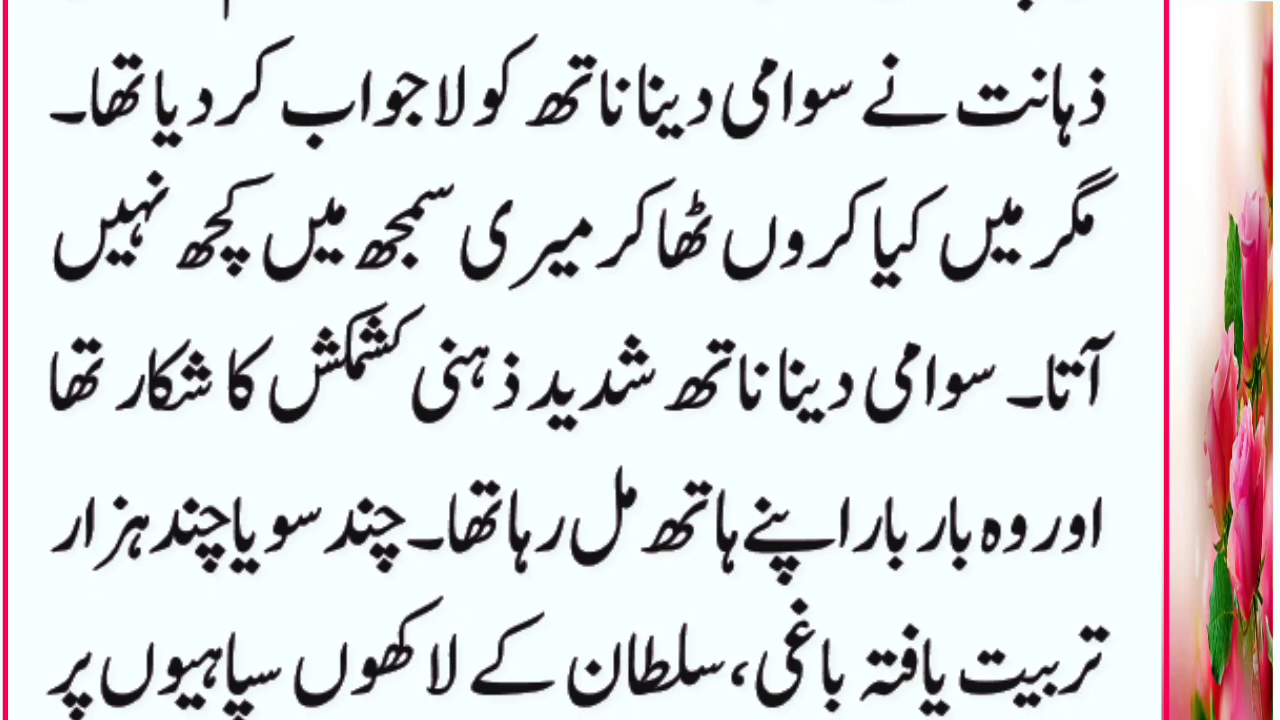 ذہانت نے سوامی دینا ناتھ کو لا جواب کر دیا تھا۔
مگر میں کیا کروں ٹھاکر میری سمجھ میں کچھ نہیں
آتا۔ سوامی دینا ناتھ شدید ذہنی کشمکش کا شکار تھا
اور وہ بار بار اپنے ہاتھ مل رہا تھا۔ چند سو یا چند ہزار
تربیت یافتہ باغی، سلطان کے لاکھوں سپاہیوں پر